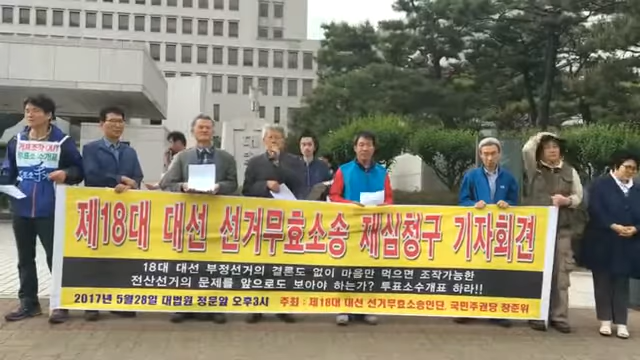 제18대 대선 선거무효소송 재심청구 기자회견
18대 대선 부정선거의 결론도 없이 마음만 먹으면 조작가능한
전산선거의 문제를 앞으로도 보아야 하는가? 투표소수개표 하라!!
2017년 5월28일 대법원 정문앞 오후3시 주최 : 제18대 대선 선거무효소송인단, 국민주권당 창준위
투표소수개표